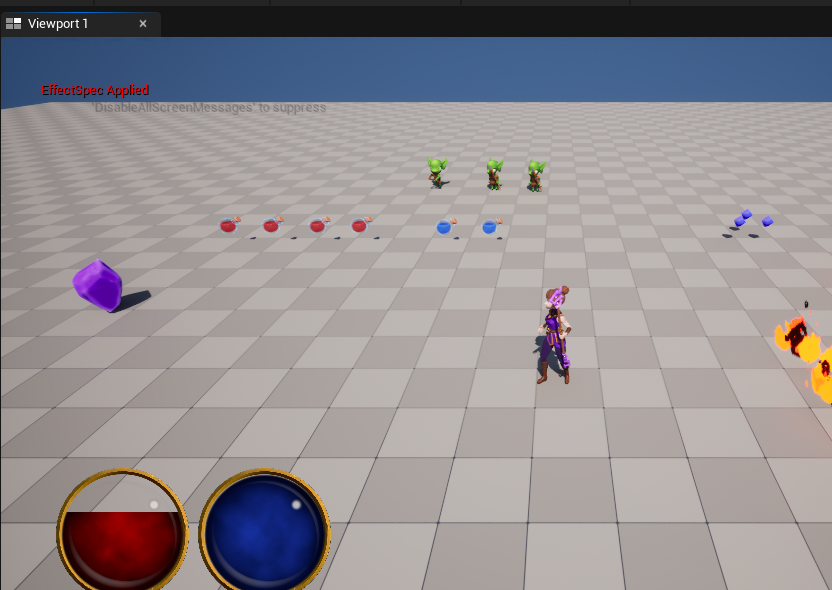 Viewport 1
EffectSpec Applied
'DisableAllScreenMessages' to suppress